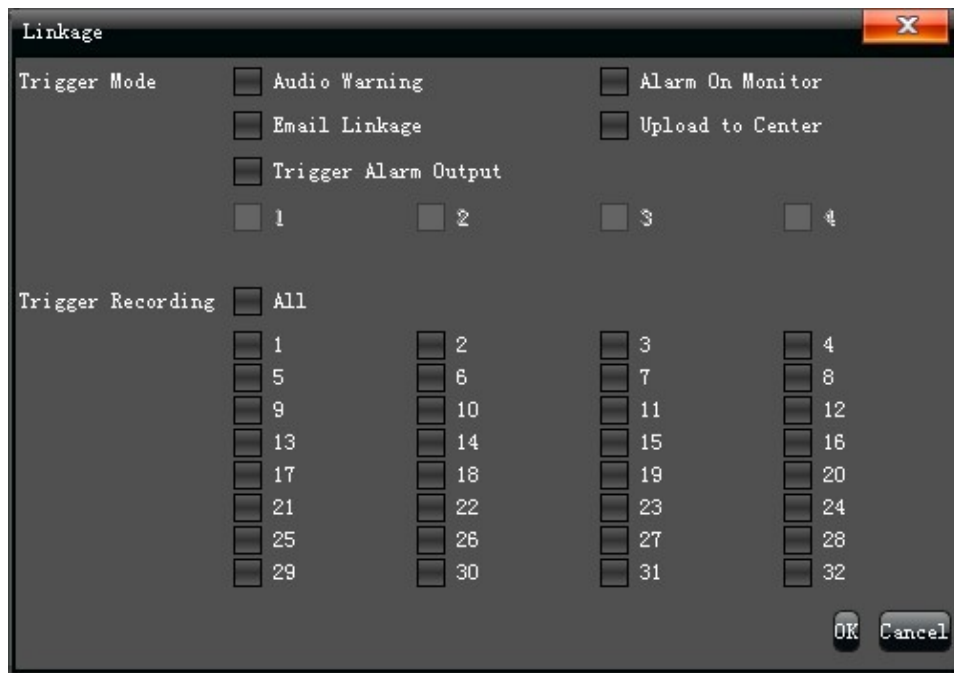 Linkage
Trigger Mode Audio Warning Alarm On Monitor
Email Linkage Upload to Center
Trigger Alarm Output
1 2 3 4
Trigger Recording All
1 2 3 4
5 6 7 8
9 10 11 12
13 14 15 16
17 18 19 20
21 22 23 24
25 26 27 28
29 30 31 32
OK Cancel